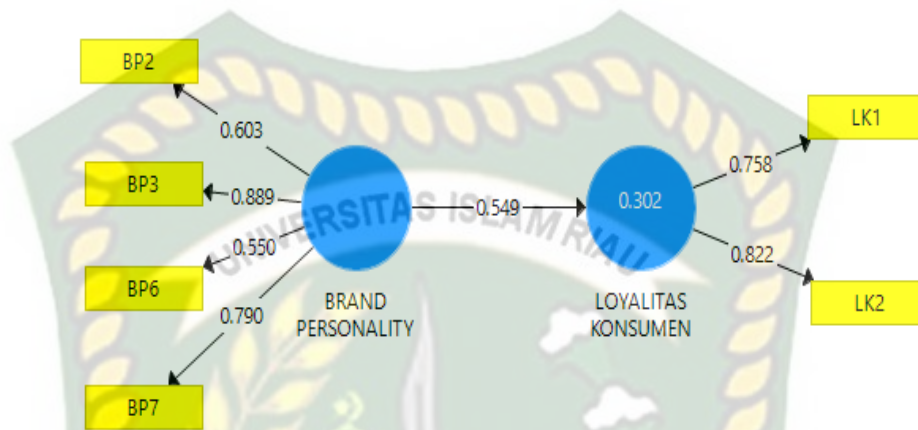 BP2
0.603
BP3
0.889
BP6
0.550
BP7
0.790
BRAND
PERSONALITY
0.549
UNIVERSITAS ISLAM RIAU
LOYALITAS
KONSUMEN
0.302
LK1
0.758
LK2
0.822